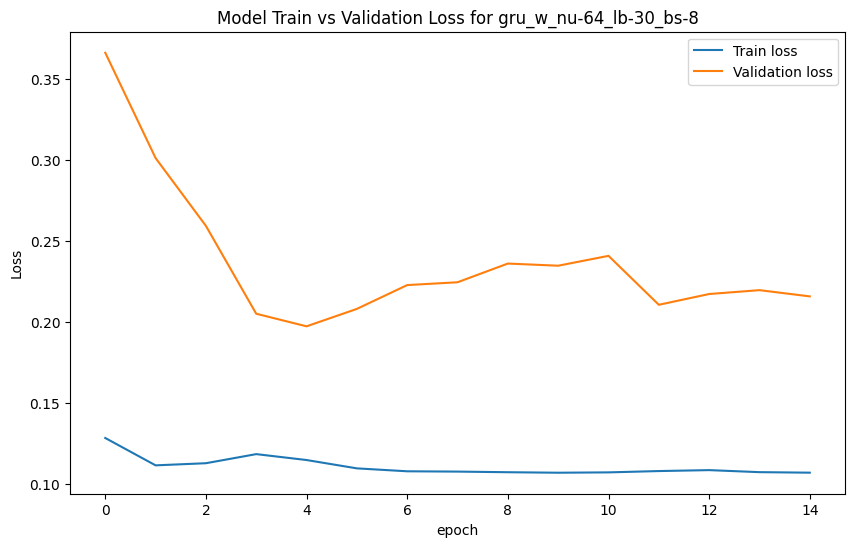 Model Train vs Validation Loss for gru_w_nu-64_lb-30_bs-8
Train loss
Validation loss
0.35
0.30
0.25
0.20
0.15
0.10
Loss
0 2 4 6 8 10 12 14
epoch